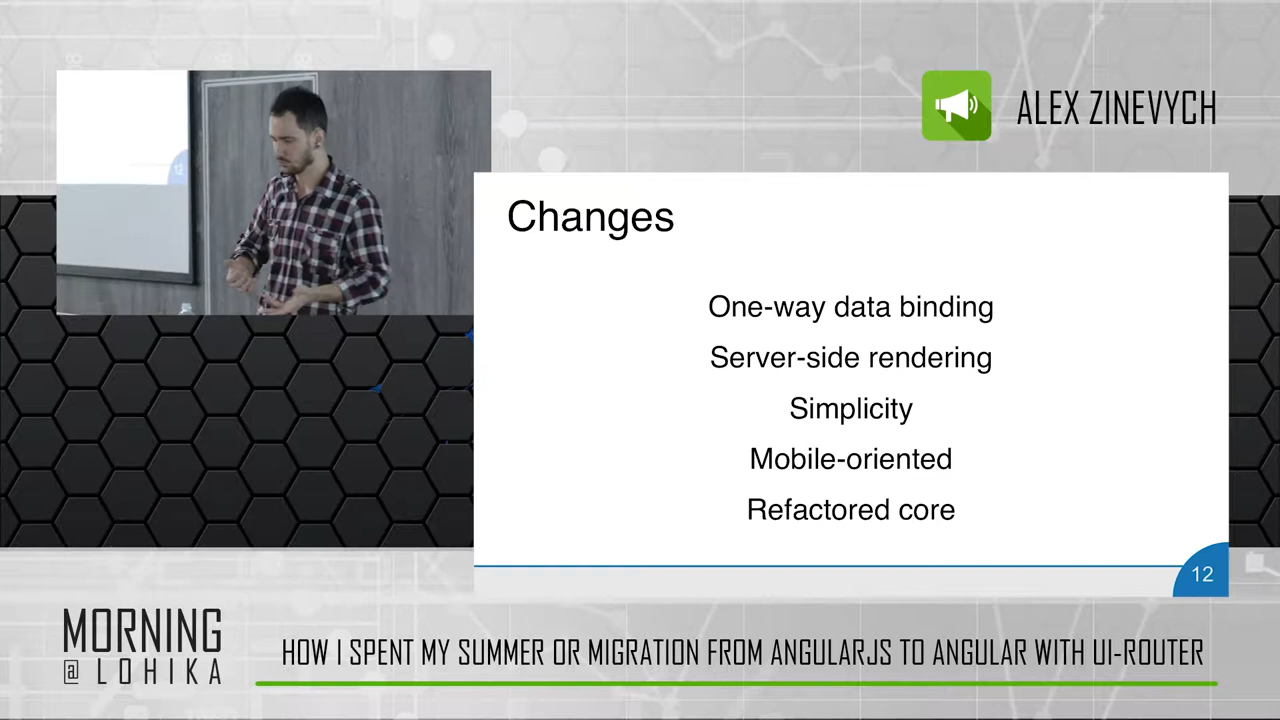 ALEX ZINEVYCH
Changes
One-way data binding
Server-side rendering
Simplicity
Mobile-oriented
Refactored core
12
12
MORNING
@ LOHIKA
HOW I SPENT MY SUMMER OR MIGRATION FROM ANGULARJS TO ANGULAR WITH UI-ROUTER